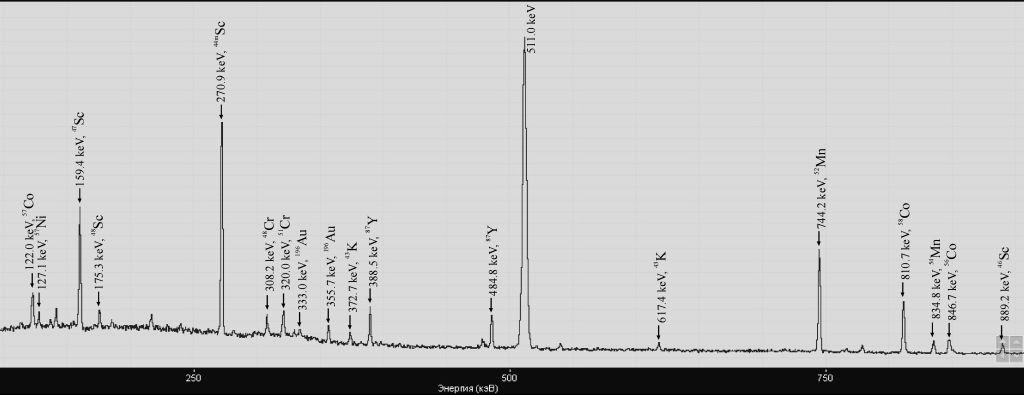 122.0 keV, ⁵⁷Co
127.1 keV, ⁵⁷Ni
159.4 keV, ⁴⁷Sc
175.3 keV, ⁴⁸Sc
270.9 keV, ⁴⁴ᵐSc
308.2 keV, ⁴⁸Cr
320.0 keV, ⁵¹Cr
333.0 keV, ¹⁹⁶Au
355.7 keV, ¹⁹⁶Au
372.7 keV, ⁴³K
388.5 keV, ⁸⁷Y
484.8 keV, ⁸⁷Y
511.0 keV
617.4 keV, ⁴³K
744.2 keV, ⁵²Mn
810.7 keV, ⁵⁸Co
834.8 keV, ⁵⁴Mn
846.7 keV, ⁵⁶Co
889.2 keV, ⁴⁶Sc
250 500 750
Энергия (кэВ)